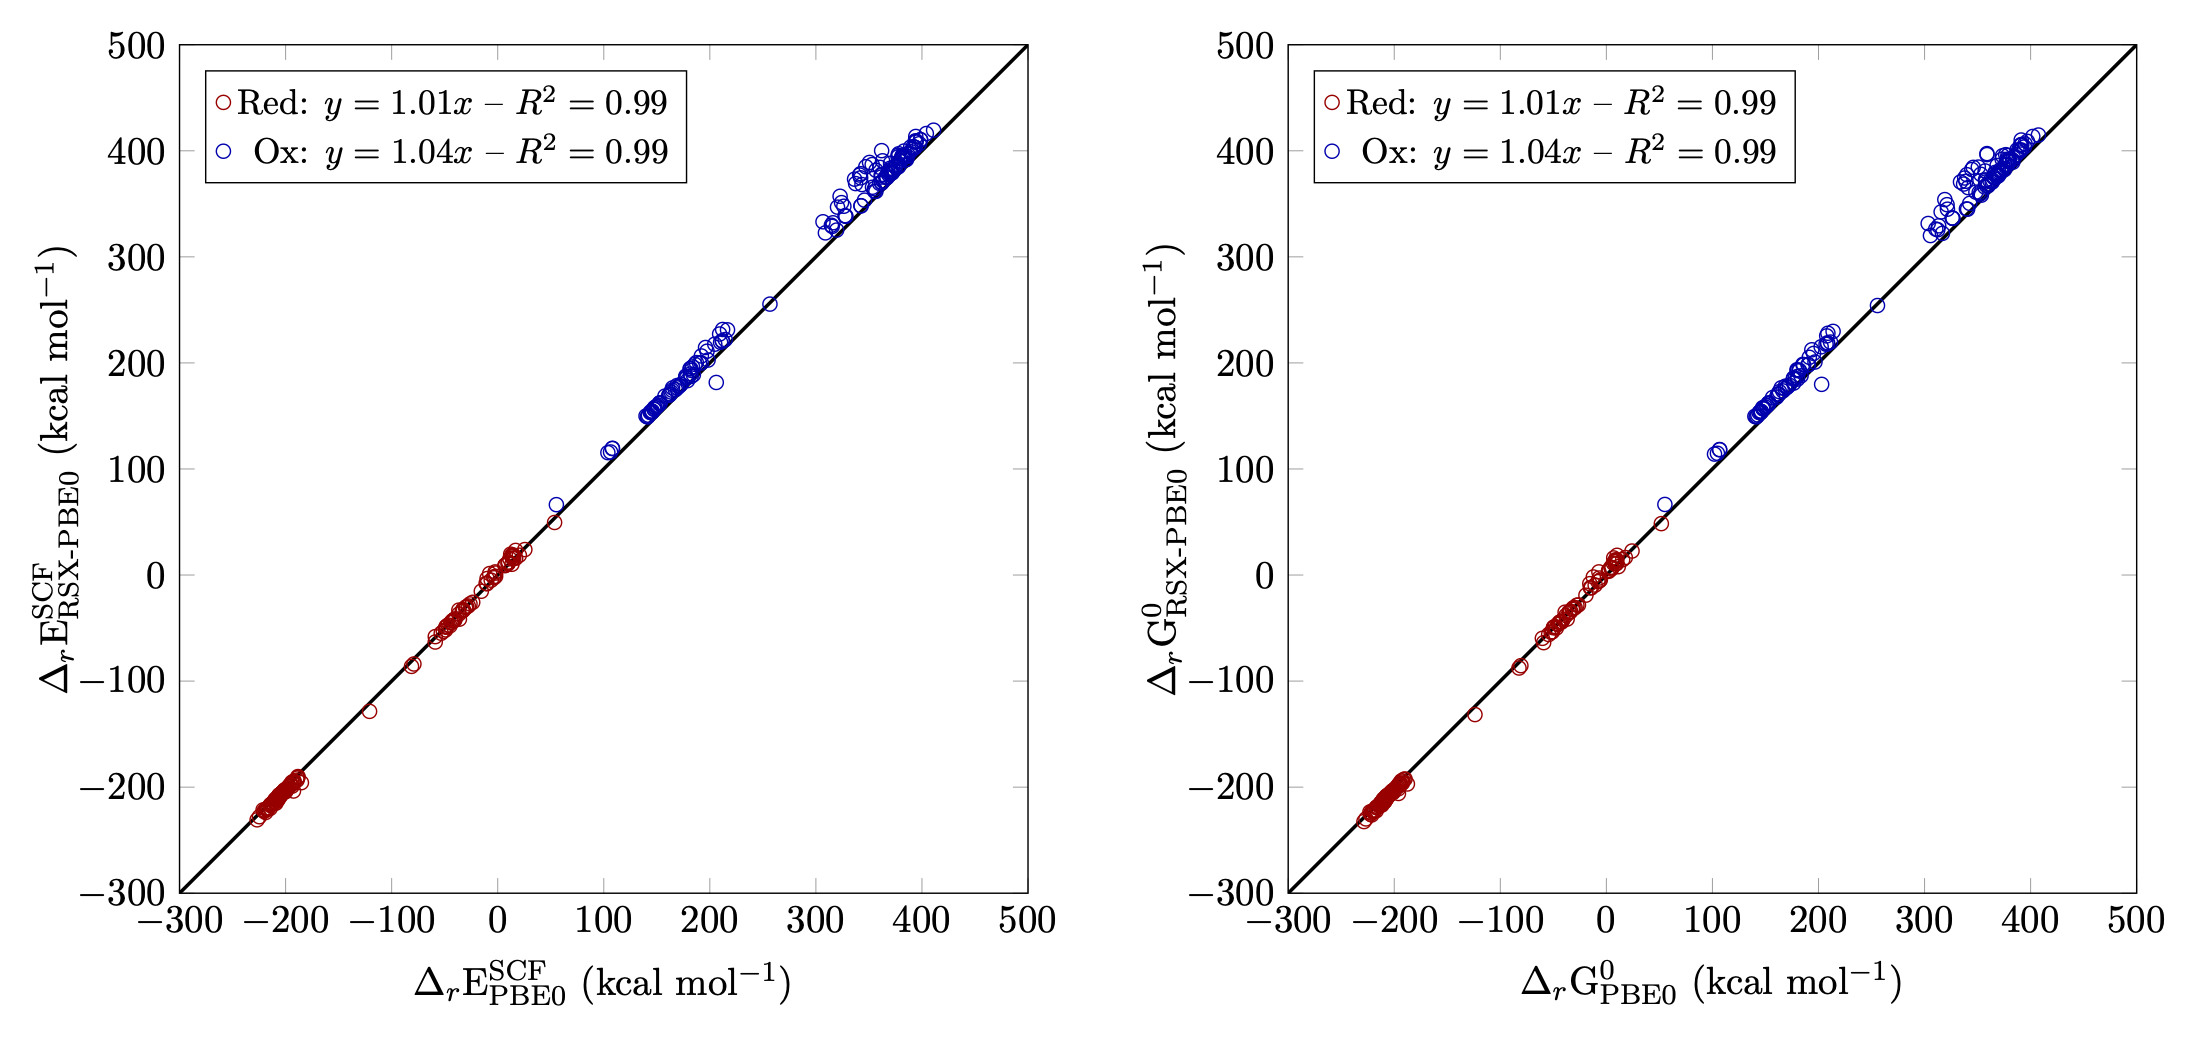 500
400
300
200
100
0
−100
−200
−300
−300 −200 −100 0 100 200 300 400 500
Red: y = 1.01x – R² = 0.99
Ox: y = 1.04x – R² = 0.99
Δ_r E^SCF_RSX-PBE0 (kcal mol⁻¹)
Δ_r E^SCF_PBE0 (kcal mol⁻¹)
500
400
300
200
100
0
−100
−200
−300
−300 −200 −100 0 100 200 300 400 500
Red: y = 1.01x – R² = 0.99
Ox: y = 1.04x – R² = 0.99
Δ_r G^0_RSX-PBE0 (kcal mol⁻¹)
Δ_r G^0_PBE0 (kcal mol⁻¹)